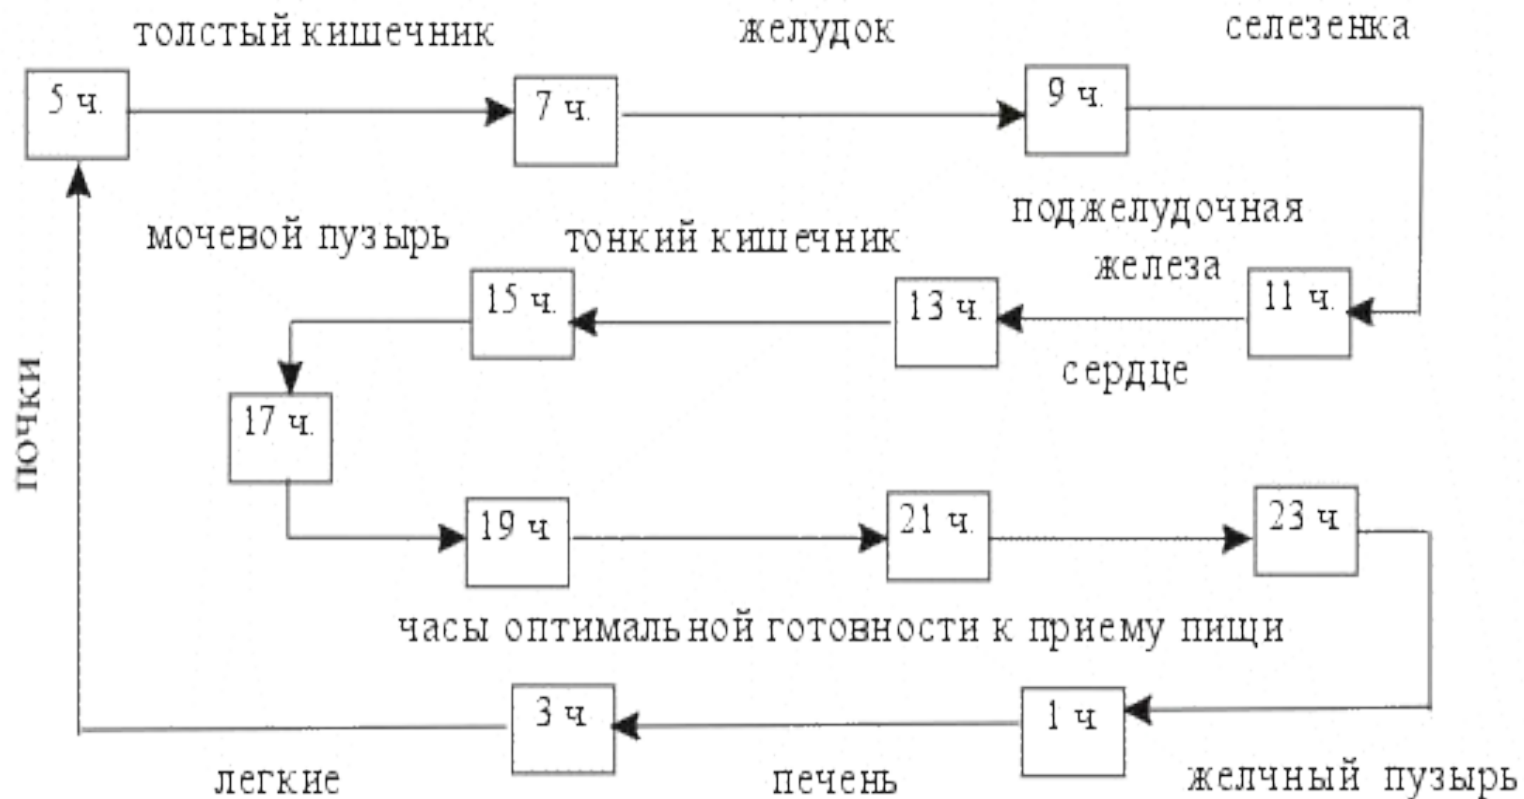 толстый кишечник
желудок
селезенка
5 ч.
7 ч.
9 ч.
мочевой пузырь
тонкий кишечник
поджелудочная
железа
15 ч.
13 ч.
11 ч.
сердце
почки
17 ч.
19 ч
21 ч.
23 ч
часы оптимальной готовности к приему пищи
3 ч
1 ч
легкие
печень
желчный пузырь